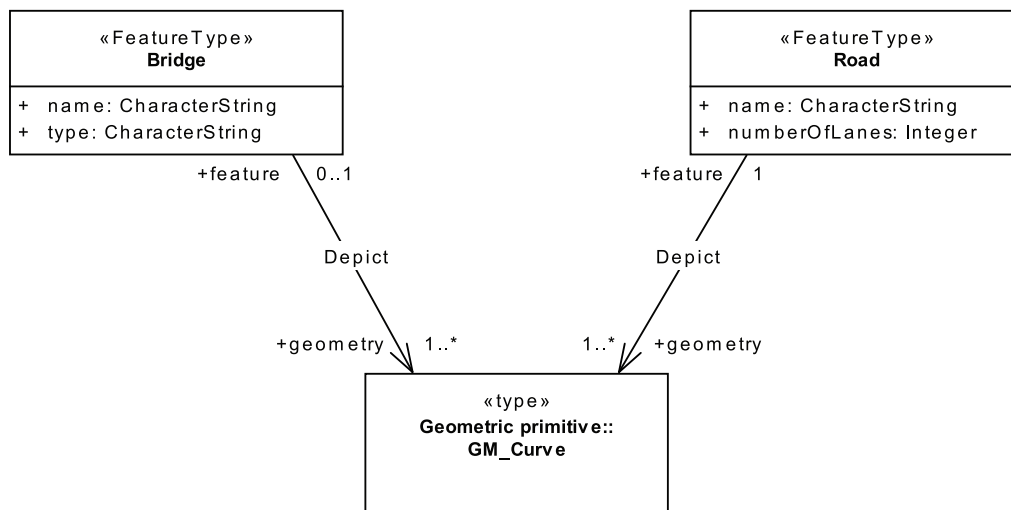 «FeatureType»
Bridge
+ name: CharacterString
+ type: CharacterString
«FeatureType»
Road
+ name: CharacterString
+ numberOfLanes: Integer
+feature 0..1
+feature 1
Depict
Depict
+geometry 1..*
1..* +geometry
«type»
Geometric primitive::
GM_Curve